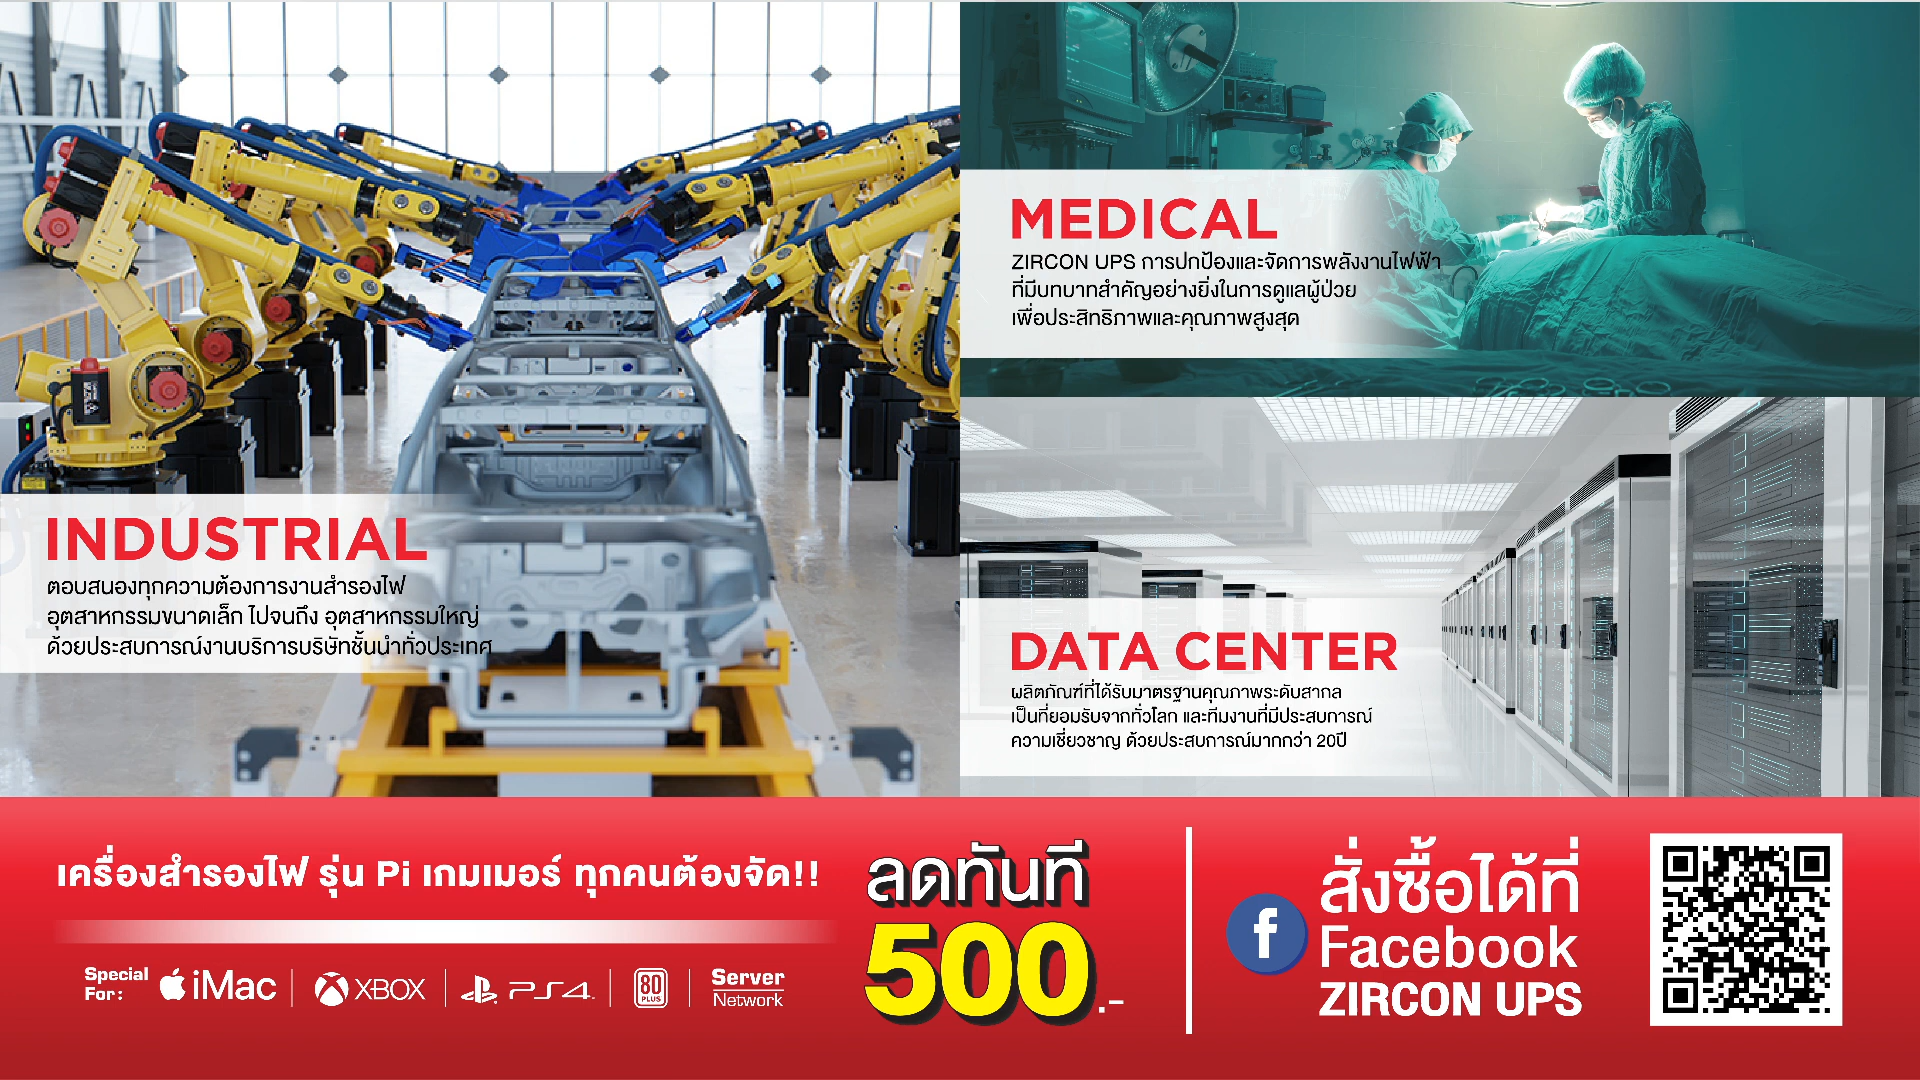 INDUSTRIAL
ตอบสนองทุกความต้องการงานสำรองไฟ
อุตสาหกรรมขนาดเล็ก ไปจนถึง อุตสาหกรรมใหญ่
ด้วยประสบการณ์งานบริการบริษัทชั้นนำทั่วประเทศ
MEDICAL
ZIRCON UPS การปกป้องและจัดการพลังงานไฟฟ้า
ที่มีบทบาทสำคัญอย่างยิ่งในการดูแลผู้ป่วย
เพื่อประสิทธิภาพและคุณภาพสูงสุด
DATA CENTER
ผลิตภัณฑ์ที่ได้รับมาตรฐานคุณภาพระดับสากล
เป็นที่ยอมรับจากทั่วโลก และทีมงานที่มีประสบการณ์
ความเชี่ยวชาญ ด้วยประสบการณ์มากกว่า 20ปี
เครื่องสำรองไฟ รุ่น Pi เกมเมอร์ ทุกคนต้องจัด!!
Special For:
iMac
XBOX
PS4
80 PLUS
Server
Network
ลดทันที
500.-
สั่งซื้อได้ที่
f Facebook
ZIRCON UPS